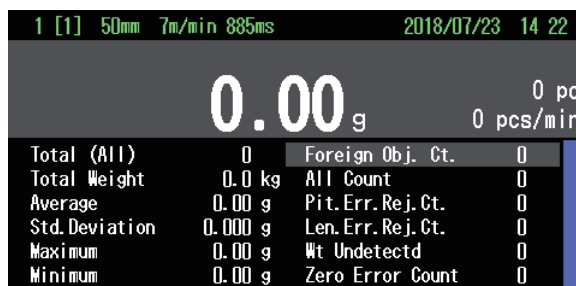 1 [1] 50mm 7m/min 885ms 2018/07/23 14 22
0.00 g
0 pc
0 pcs/min
Total (All) 0 Foreign Obj. Ct. 0
Total Weight 0.0 kg All Count 0
Average 0.00 g Pit.Err.Rej.Ct. 0
Std.Deviation 0.000 g Len.Err.Rej.Ct. 0
Maximum 0.00 g Wt Undetectd 0
Minimum 0.00 g Zero Error Count 0